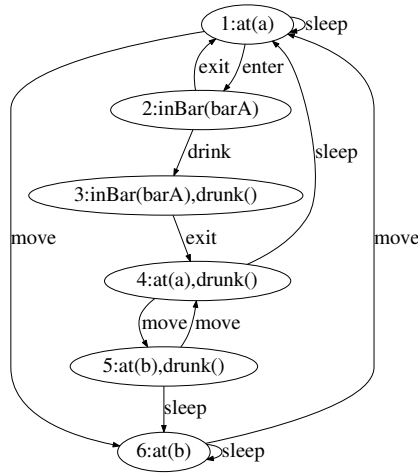 1:at(a)
sleep
exit
enter
2:inBar(barA)
drink
sleep
3:inBar(barA),drunk()
move
exit
move
4:at(a),drunk()
move
move
5:at(b),drunk()
sleep
6:at(b)
sleep